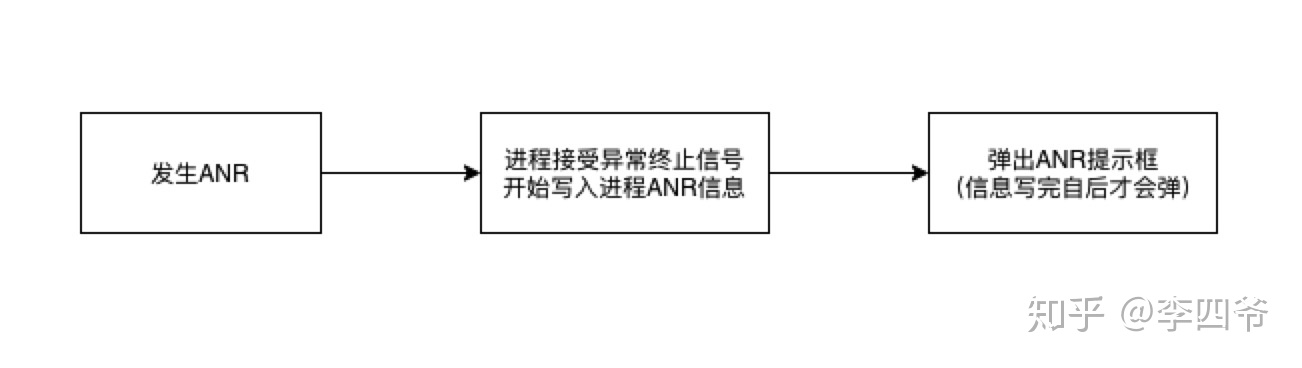 发生ANR
进程接受异常终止信号
开始写入进程ANR信息
弹出ANR提示框
(信息写完自后才会弹)
知乎 @李四爷